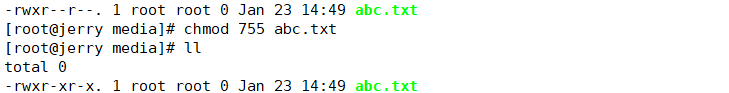 -rwxr--r--. 1 root root 0 Jan 23 14:49 abc.txt
[root@jerry media]# chmod 755 abc.txt
[root@jerry media]# ll
total 0
-rwxr-xr-x. 1 root root 0 Jan 23 14:49 abc.txt